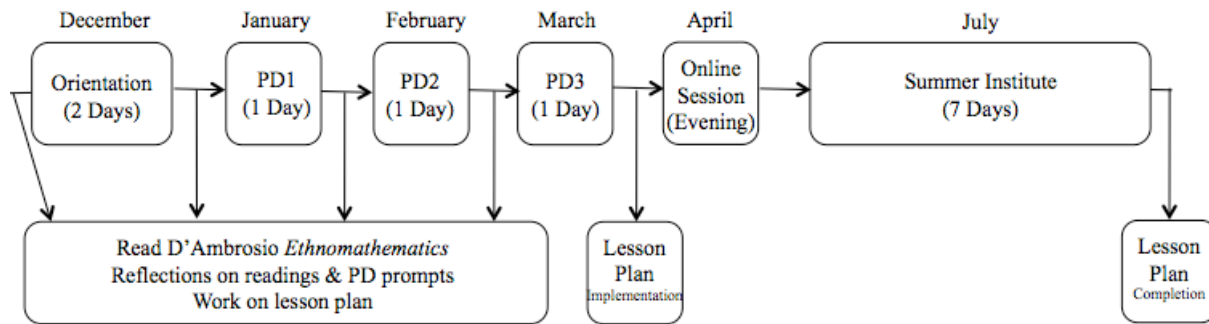 December
January
February
March
April
July
Orientation
(2 Days)
PD1
(1 Day)
PD2
(1 Day)
PD3
(1 Day)
Online
Session
(Evening)
Summer Institute
(7 Days)
Read D’Ambrosio Ethnomathematics
Reflections on readings & PD prompts
Work on lesson plan
Lesson
Plan
Implementation
Lesson
Plan
Completion